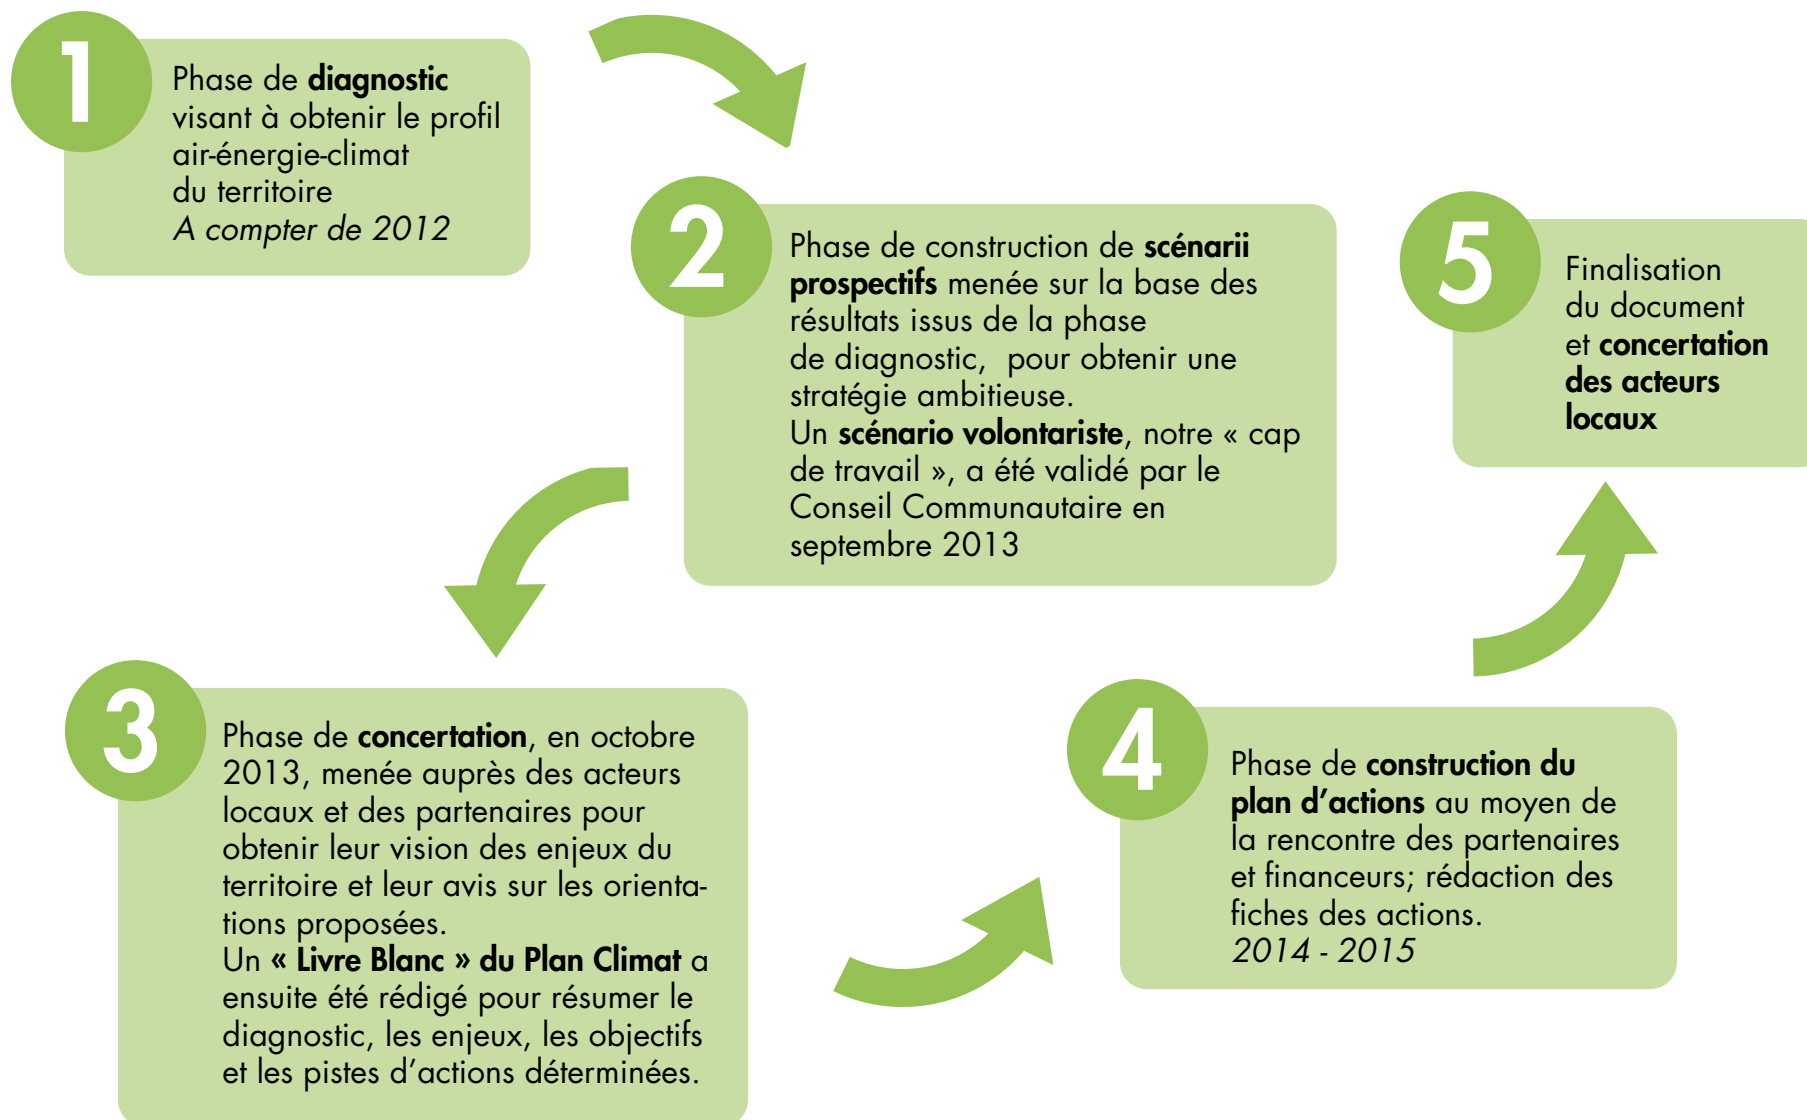 1
Phase de diagnostic
visant à obtenir le profil
air-énergie-climat
du territoire
A compter de 2012
2
Phase de construction de scénarii
prospectifs menée sur la base des
résultats issus de la phase
de diagnostic,  pour obtenir une
stratégie ambitieuse.
Un scénario volontariste, notre « cap
de travail », a été validé par le
Conseil Communautaire en
septembre 2013
3
Phase de concertation, en octobre
2013, menée auprès des acteurs
locaux et des partenaires pour
obtenir leur vision des enjeux du
territoire et leur avis sur les orienta-
tions proposées.
Un « Livre Blanc » du Plan Climat a
ensuite été rédigé pour résumer le
diagnostic, les enjeux, les objectifs
et les pistes d’actions déterminées.
4
Phase de construction du
plan d’actions au moyen de
la rencontre des partenaires
et financeurs; rédaction des
fiches des actions.
2014 - 2015
5
Finalisation
du document
et concertation
des acteurs
locaux